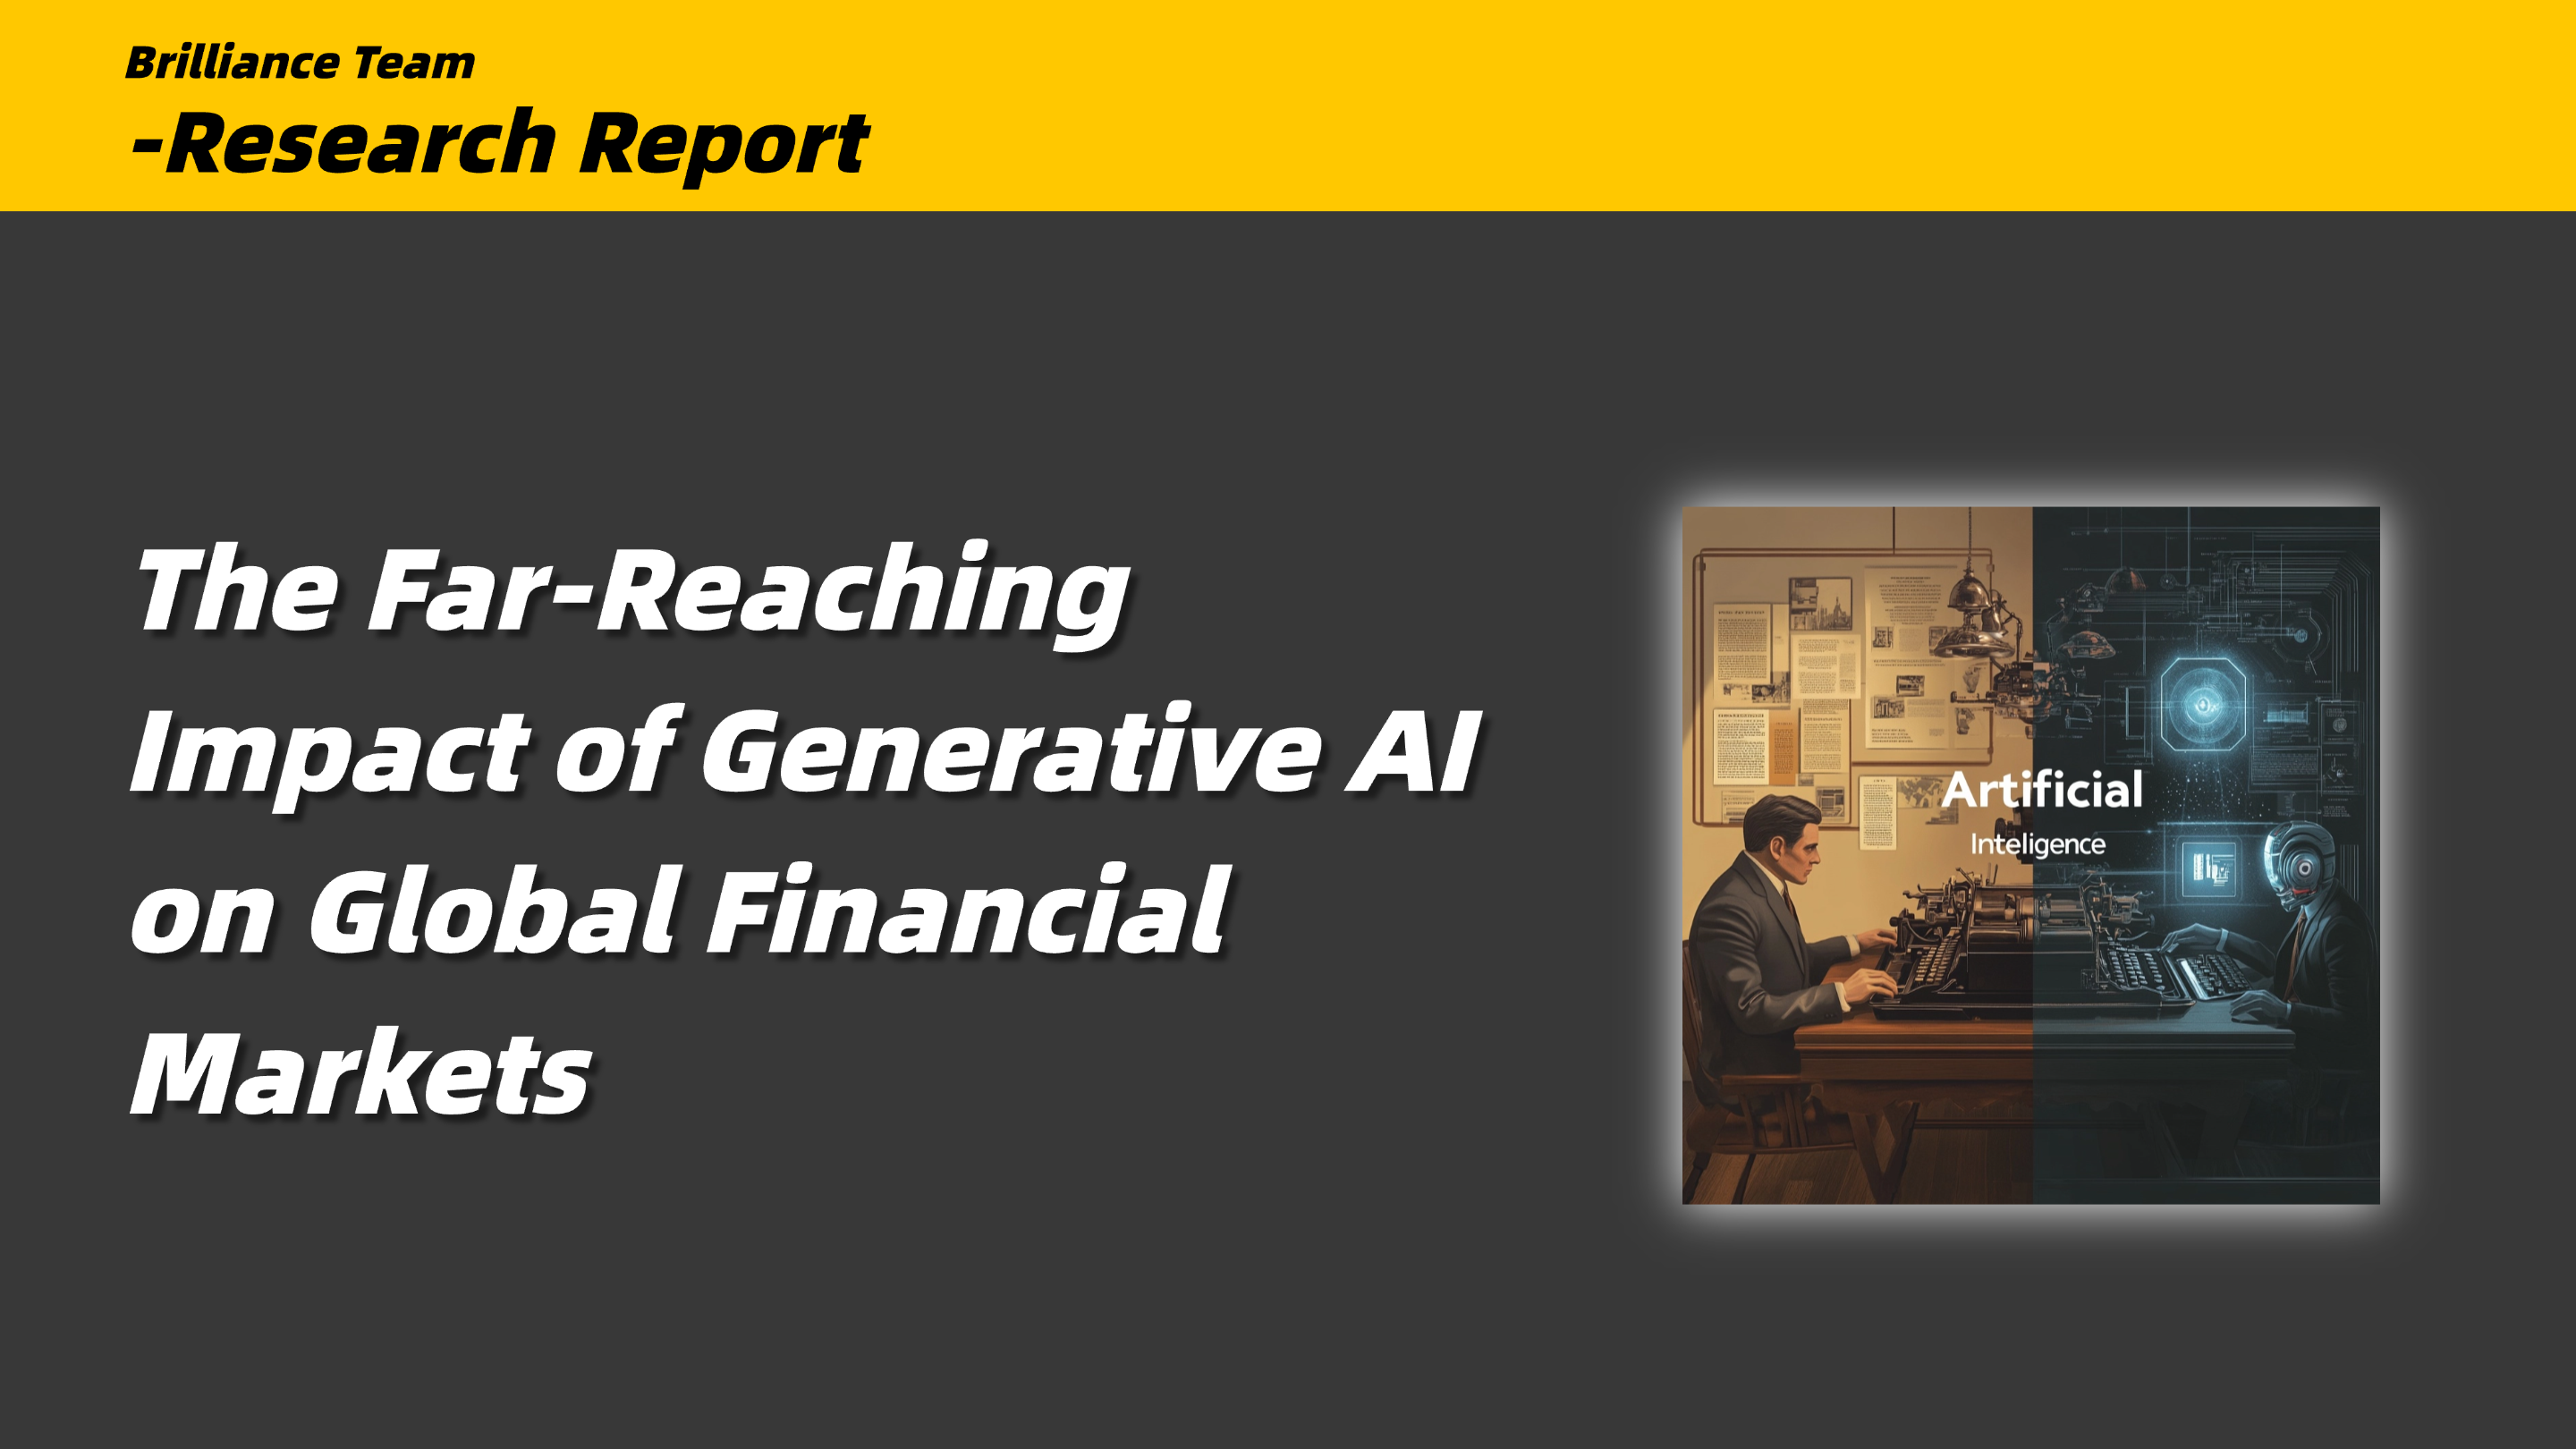 Brilliance Team
-Research Report
The Far-Reaching
Impact of Generative AI
on Global Financial
Markets
Artificial
Inteligence